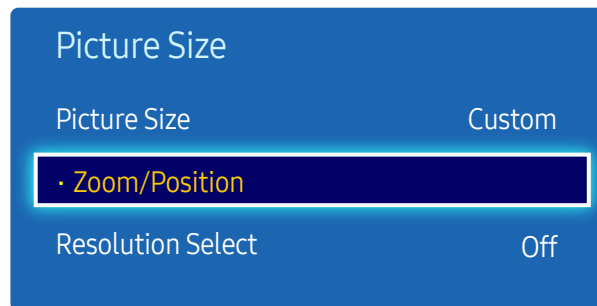 Picture Size
Picture Size Custom
· Zoom/Position
Resolution Select Off